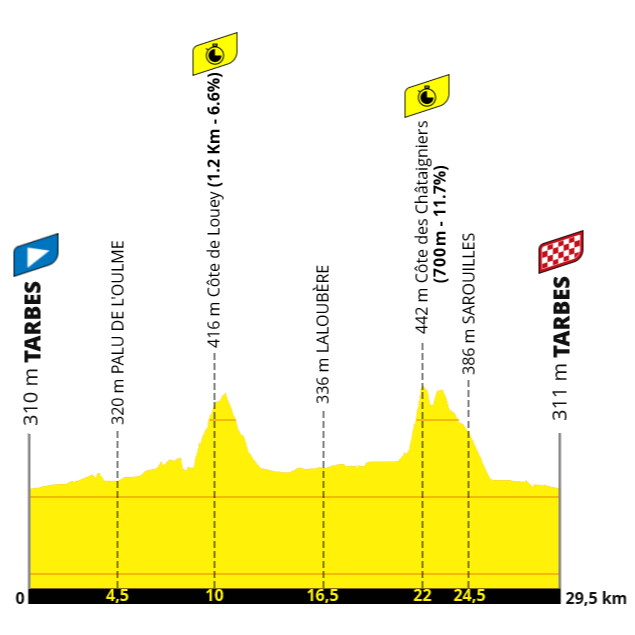 310 m TARBES
320 m PALU DE L'OULME
416 m Côte de Louey (1.2 Km - 6.6%)
336 m LALOUBÈRE
442 m Côte des Châtaigniers
(700 m - 11.7%)
386 m SAROUILLES
311 m TARBES
0 4,5 10 16,5 22 24,5 29,5 km